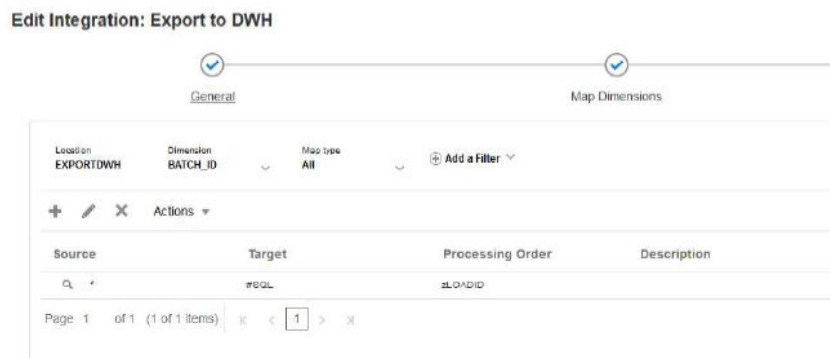 Edit Integration: Export to DWH
General Map Dimensions
Location Dimension Map type
EXPORTDWH BATCH_ID All Add a Filter
Actions
Source Target Processing Order Description
* #SQL zLOADID
Page 1 of 1 (1 of 1 items) 1